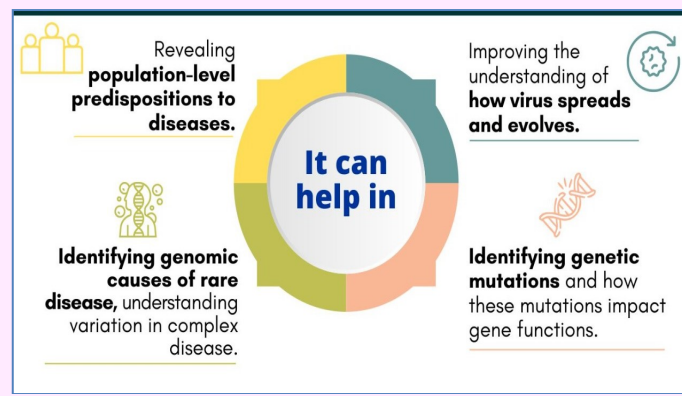 Revealing
population-level
predispositions to
diseases.
Improving the
understanding of
how virus spreads
and evolves.
It can
help in
Identifying genomic
causes of rare
disease, understanding
variation in complex
disease.
Identifying genetic
mutations and how
these mutations impact
gene functions.